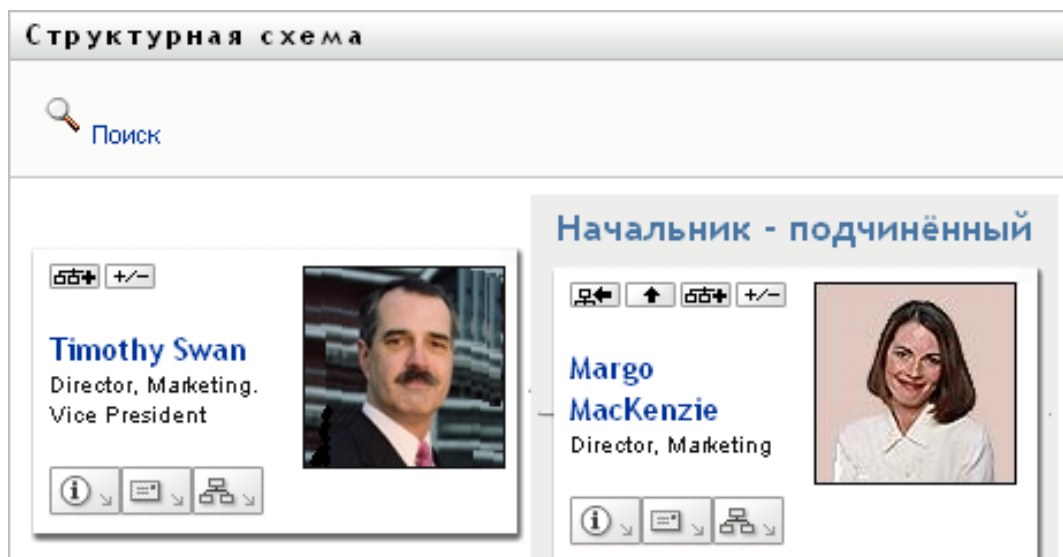 Структурная схема
Поиск
Начальник - подчинённый
+/-
Timothy Swan
Director, Marketing.
Vice President
+/-
Margo
MacKenzie
Director, Marketing